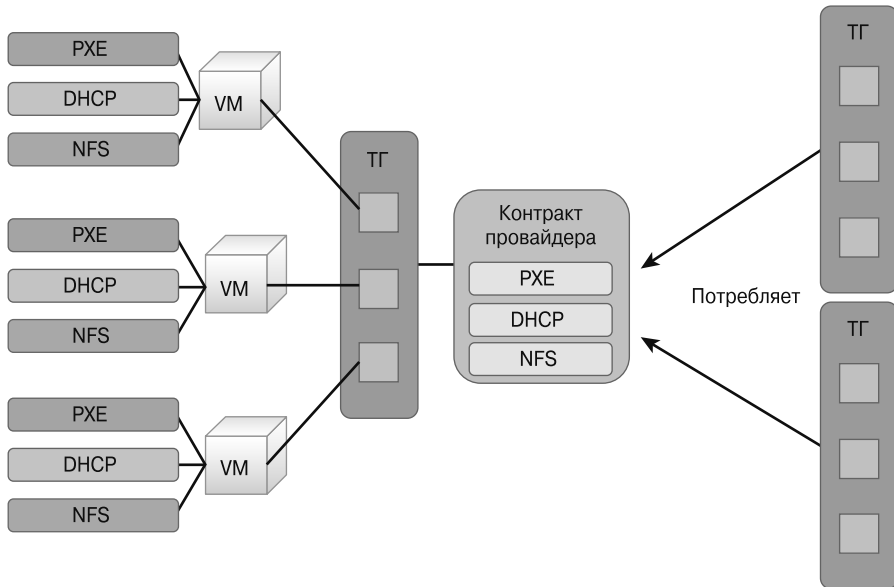 PXE
DHCP
NFS
VM
PXE
DHCP
NFS
VM
PXE
DHCP
NFS
VM
ТГ
Контракт
провайдера
PXE
DHCP
NFS
Потребляет
ТГ
ТГ